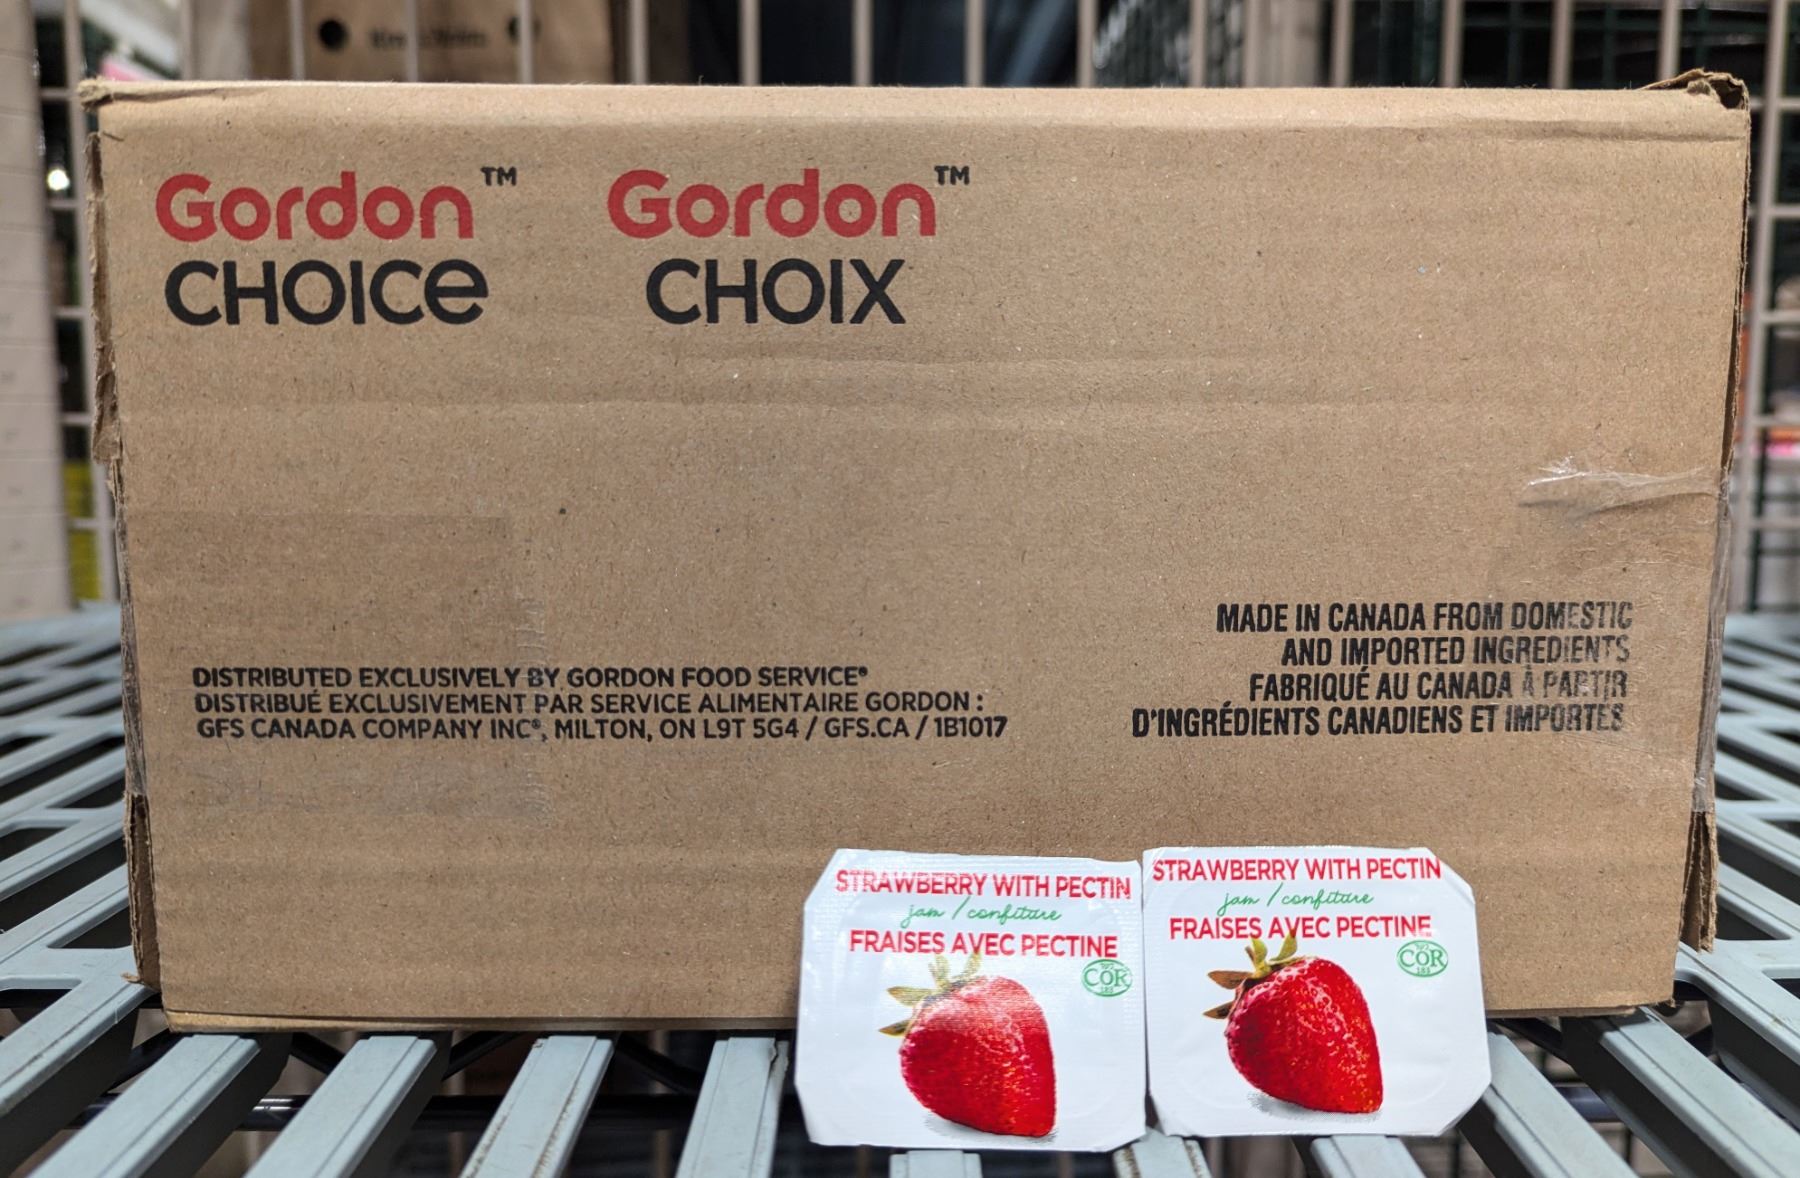 Gordon™
CHOICe
Gordon™
CHOIX
DISTRIBUTED EXCLUSIVELY BY GORDON FOOD SERVICE®
DISTRIBUÉ EXCLUSIVEMENT PAR SERVICE ALIMENTAIRE GORDON :
GFS CANADA COMPANY INC®, MILTON, ON L9T 5G4 / GFS.CA / 1B1017
MADE IN CANADA FROM DOMESTIC
AND IMPORTED INGREDIENTS
FABRIQUÉ AU CANADA À PARTIR
D'INGRÉDIENTS CANADIENS ET IMPORTÉS
STRAWBERRY WITH PECTIN
jam / confiture
FRAISES AVEC PECTINE
COR
STRAWBERRY WITH PECTIN
jam / confiture
FRAISES AVEC PECTINE
COR